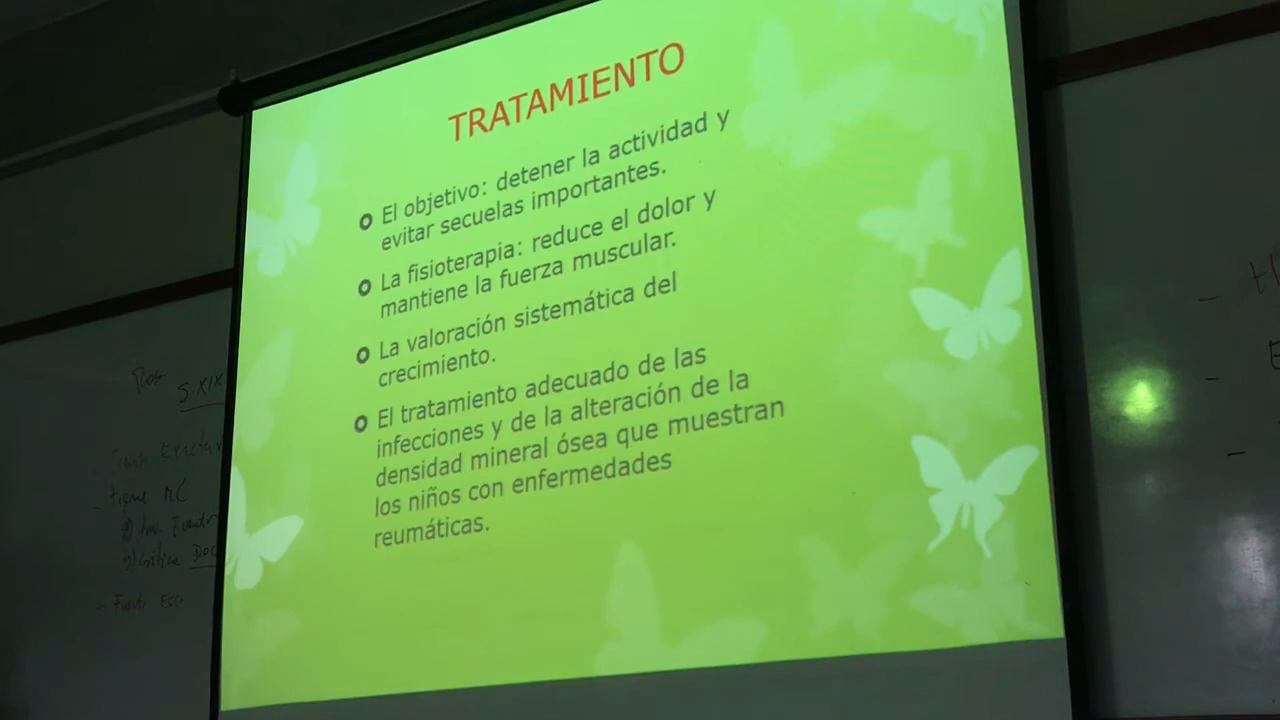 TRATAMIENTO
El objetivo: detener la actividad y
evitar secuelas importantes.
La fisioterapia: reduce el dolor y
mantiene la fuerza muscular.
La valoración sistemática del
crecimiento.
El tratamiento adecuado de las
infecciones y de la alteración de la
densidad mineral ósea que muestran
los niños con enfermedades
reumáticas.
S. XIX